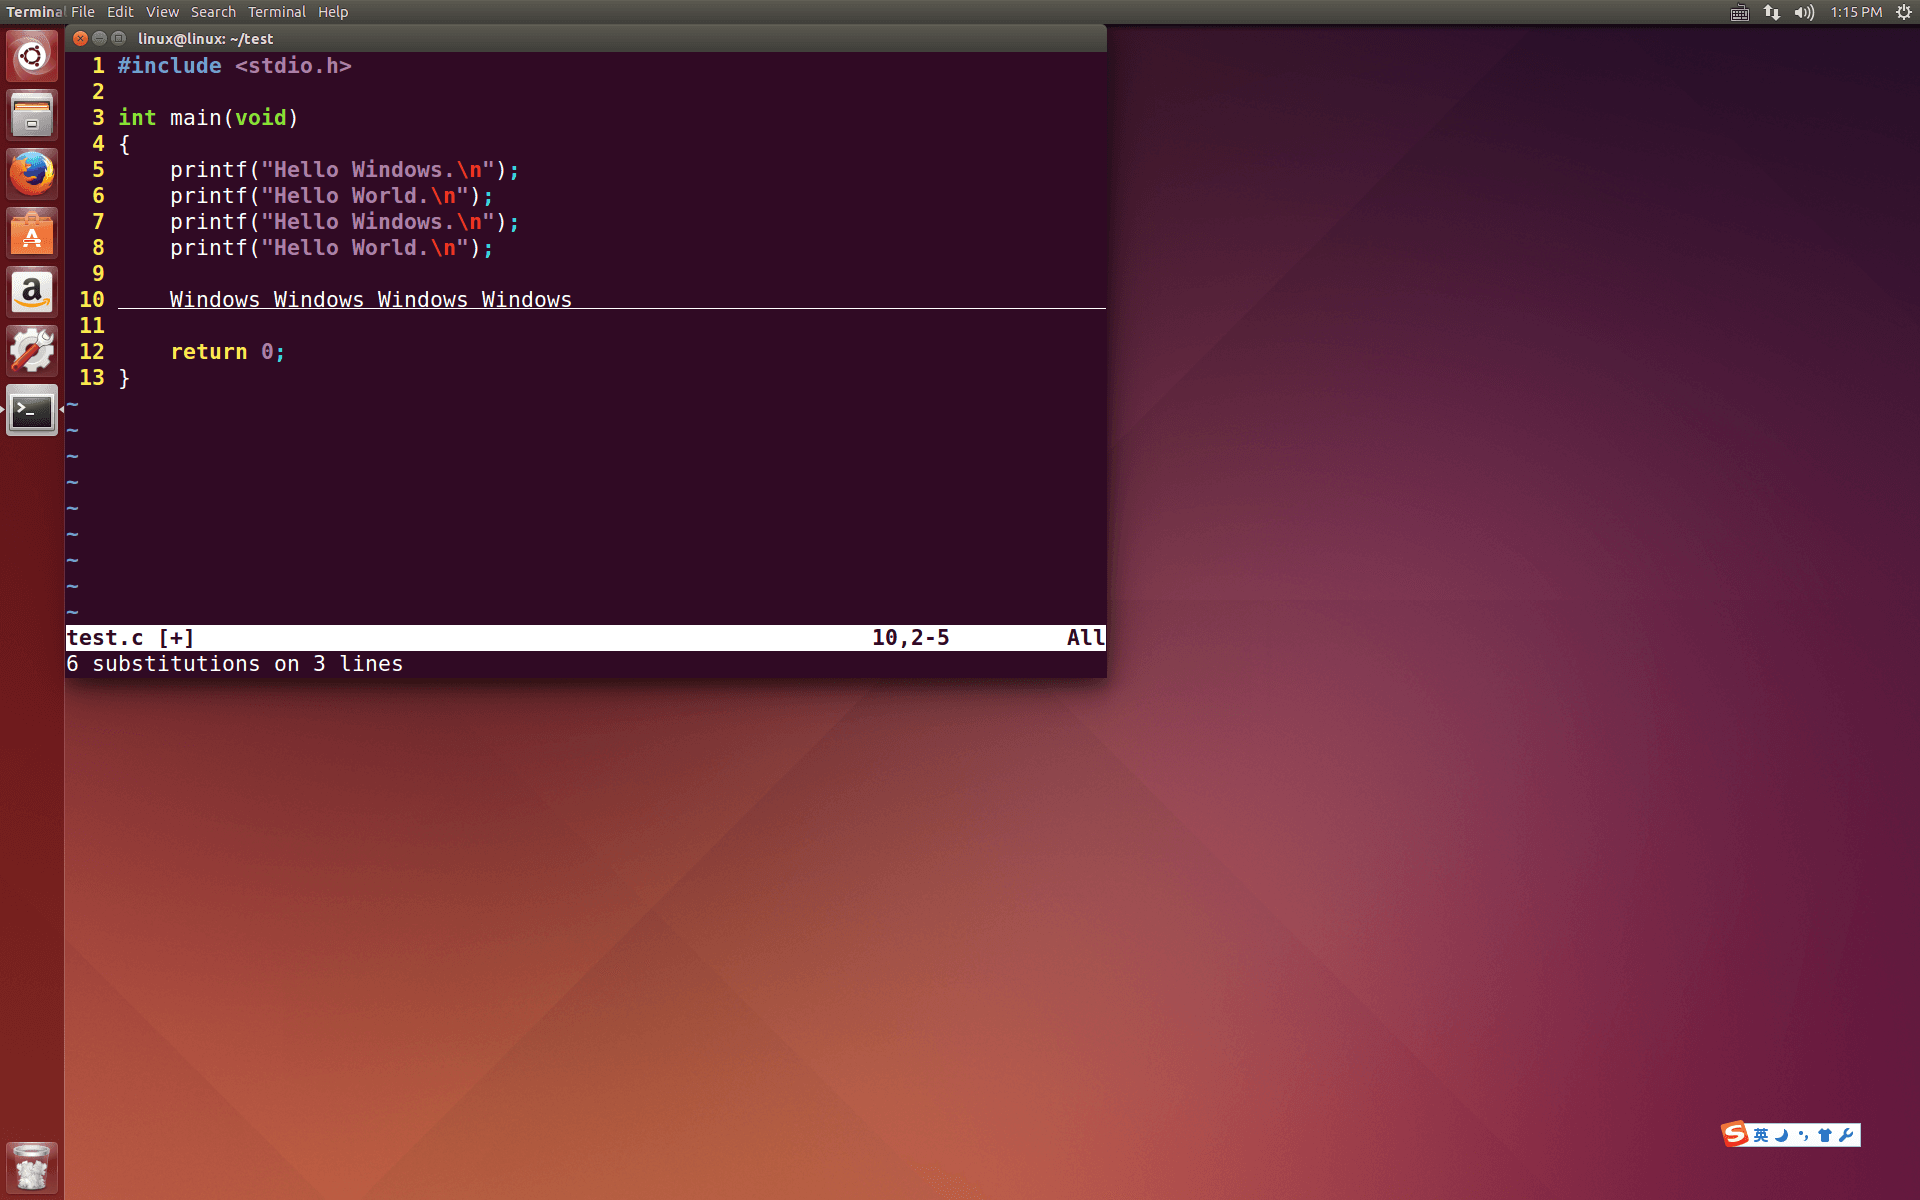 Terminal File Edit View Search Terminal Help 1:15 PM
linux@linux: ~/test
1 #include <stdio.h>
2
3 int main(void)
4 {
5     printf("Hello Windows.\n");
6     printf("Hello World.\n");
7     printf("Hello Windows.\n");
8     printf("Hello World.\n");
9
10     Windows Windows Windows Windows
11
12     return 0;
13 }
~
~
~
~
~
~
~
~
~
test.c [+] 10,2-5 All
6 substitutions on 3 lines
a
S 英